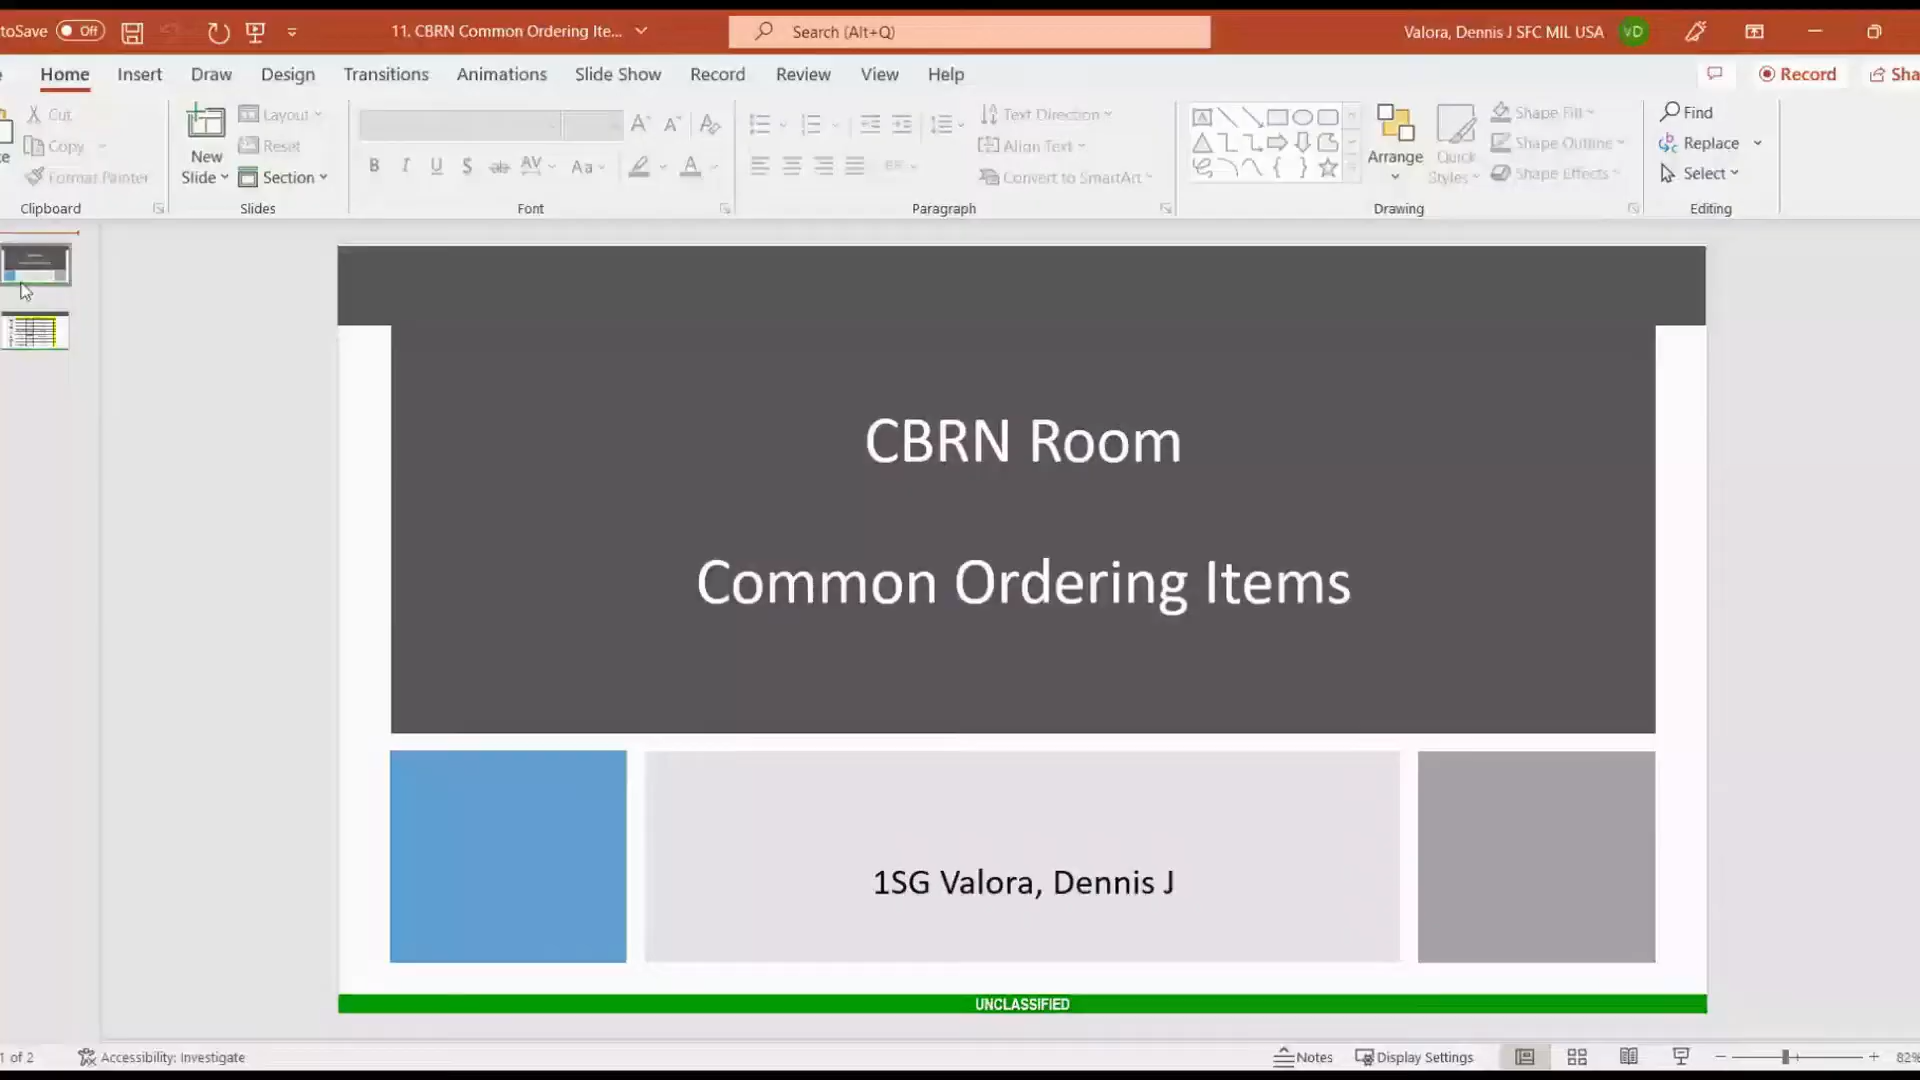 toSave Off 11. CBRN Common Ordering Ite... Search (Alt+Q) Valora, Dennis J SFC MIL USA VD
Home Insert Draw Design Transitions Animations Slide Show Record Review View Help Record Sha
Cut
Copy
Format Painter
Clipboard
New
Slide
Layout
Reset
Section
Slides
B I U S ab AV Aa A
Font
Text Direction
Align Text
Convert to SmartArt
Paragraph
Arrange
Quick
Styles
Shape Fill
Shape Outline
Shape Effects
Drawing
Find
Replace
Select
Editing
CBRN Room
Common Ordering Items
1SG Valora, Dennis J
UNCLASSIFIED
1 of 2 Accessibility: Investigate Notes Display Settings 82%